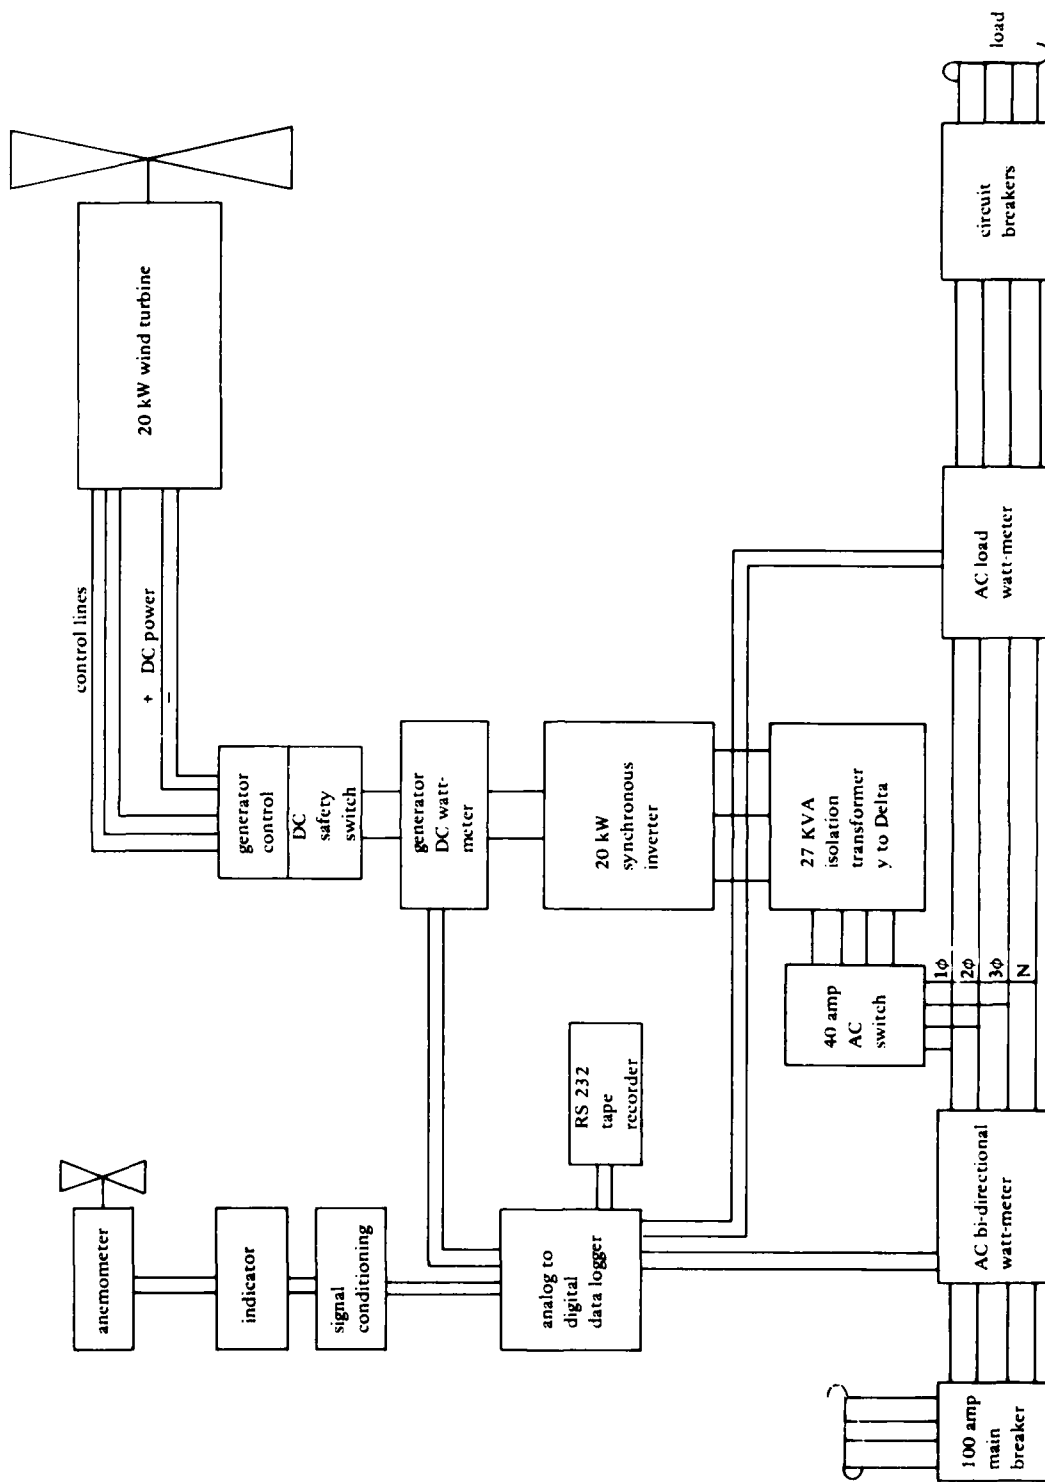 anemometer
indicator
signal
conditioning
analog to
digital
data logger
RS 232
tape
recorder
control lines
+ DC power
−
20 kW wind turbine
generator
control
DC
safety
switch
generator
DC watt-
meter
20 kW
synchronous
inverter
27 KVA
isolation
transformer
y to Delta
40 amp
AC
switch
1ϕ
2ϕ
3ϕ
N
100 amp
main
breaker
AC bi-directional
watt-meter
AC load
watt-meter
circuit
breakers
load